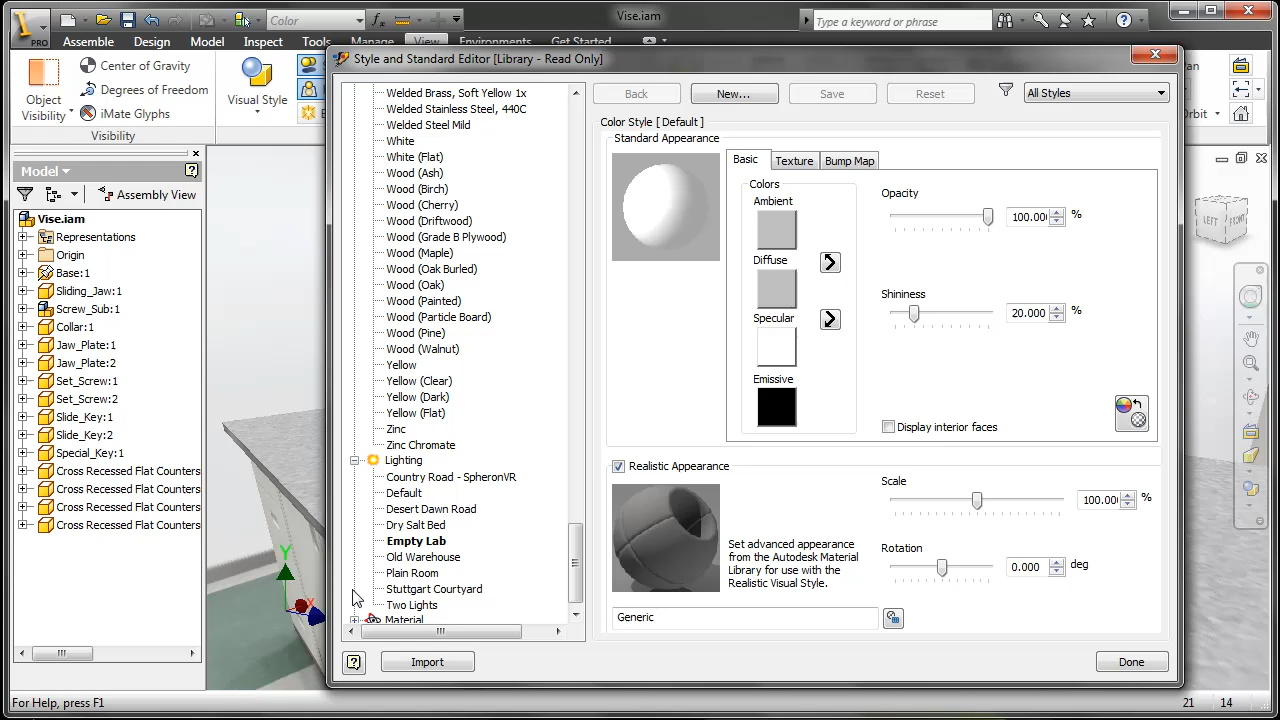 Vise.iam
Color
Type a keyword or phrase
PRO
Assemble
Design
Model
Inspect
Tools
Manage
View
Environments
Get Started
Object
Visibility
Center of Gravity
Degrees of Freedom
iMate Glyphs
Visibility
Visual Style
Model
Assembly View
Vise.iam
Representations
Origin
Base:1
Sliding_Jaw:1
Screw_Sub:1
Collar:1
Jaw_Plate:1
Jaw_Plate:2
Set_Screw:1
Set_Screw:2
Slide_Key:1
Slide_Key:2
Special_Key:1
Cross Recessed Flat Counters
Cross Recessed Flat Counters
Cross Recessed Flat Counters
Cross Recessed Flat Counters
Y
X
Style and Standard Editor [Library - Read Only]
Welded Brass, Soft Yellow 1x
Welded Stainless Steel, 440C
Welded Steel Mild
White
White (Flat)
Wood (Ash)
Wood (Birch)
Wood (Cherry)
Wood (Driftwood)
Wood (Grade B Plywood)
Wood (Maple)
Wood (Oak Burled)
Wood (Oak)
Wood (Painted)
Wood (Particle Board)
Wood (Pine)
Wood (Walnut)
Yellow
Yellow (Clear)
Yellow (Dark)
Yellow (Flat)
Zinc
Zinc Chromate
Lighting
Country Road - SpheronVR
Default
Desert Dawn Road
Dry Salt Bed
Empty Lab
Old Warehouse
Plain Room
Stuttgart Courtyard
Two Lights
Material
Import
Back
New...
Save
Reset
All Styles
Color Style [ Default ]
Standard Appearance
Basic
Texture
Bump Map
Colors
Ambient
Diffuse
Specular
Emissive
Opacity
100.00 %
Shininess
20.000 %
Display interior faces
Realistic Appearance
Set advanced appearance
from the Autodesk Material
Library for use with the
Realistic Visual Style.
Generic
Scale
100.00 %
Rotation
0.000 deg
Done
Pan
Orbit
LEFT
FRONT
For Help, press F1
21
14